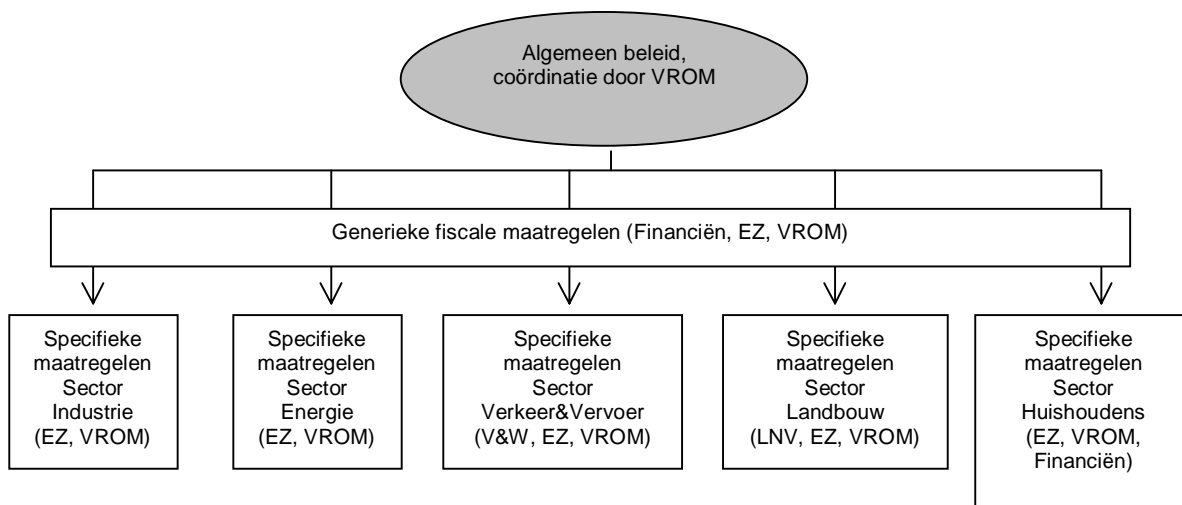 Algemeen beleid,
coördinatie door VROM
Generieke fiscale maatregelen (Financiën, EZ, VROM)
Specifieke
maatregelen
Sector
Industrie
(EZ, VROM)
Specifieke
maatregelen
Sector
Energie
(EZ, VROM)
Specifieke
maatregelen
Sector
Verkeer&Vervoer
(V&W, EZ, VROM)
Specifieke
maatregelen
Sector
Landbouw
(LNV, EZ, VROM)
Specifieke
maatregelen
Sector
Huishoudens
(EZ, VROM,
Financiën)